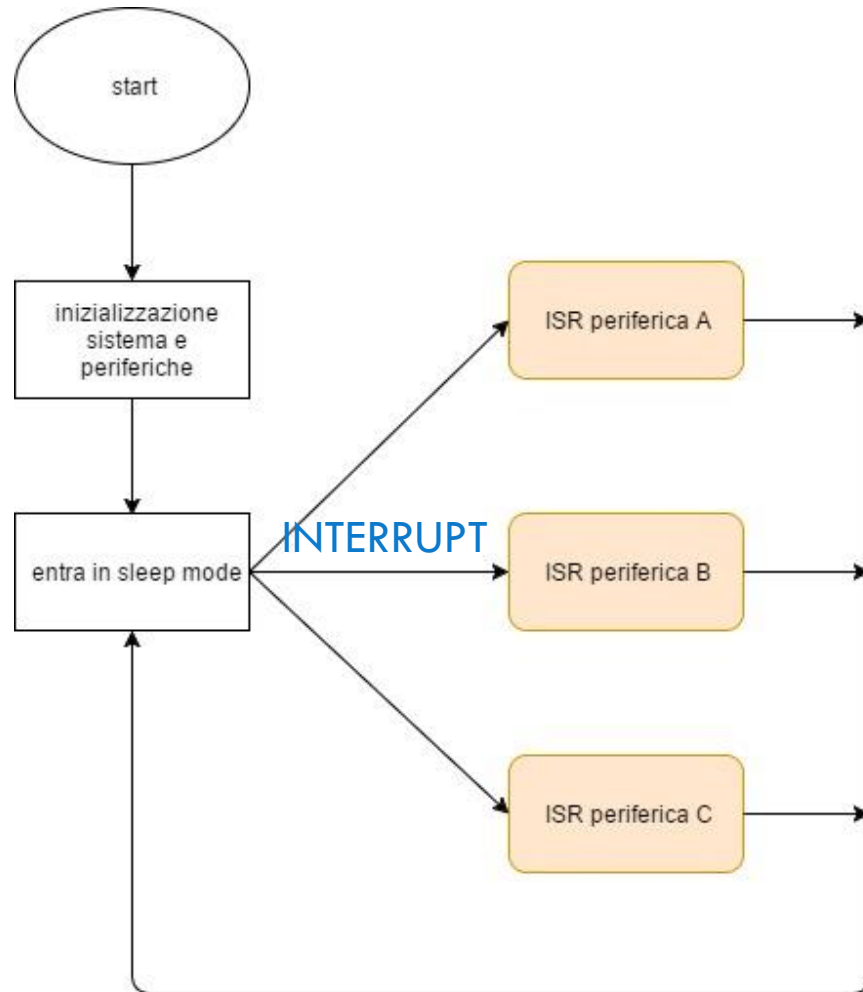 start
inizializzazione
sistema e
periferiche
entra in sleep mode
INTERRUPT
ISR periferica A
ISR periferica B
ISR periferica C